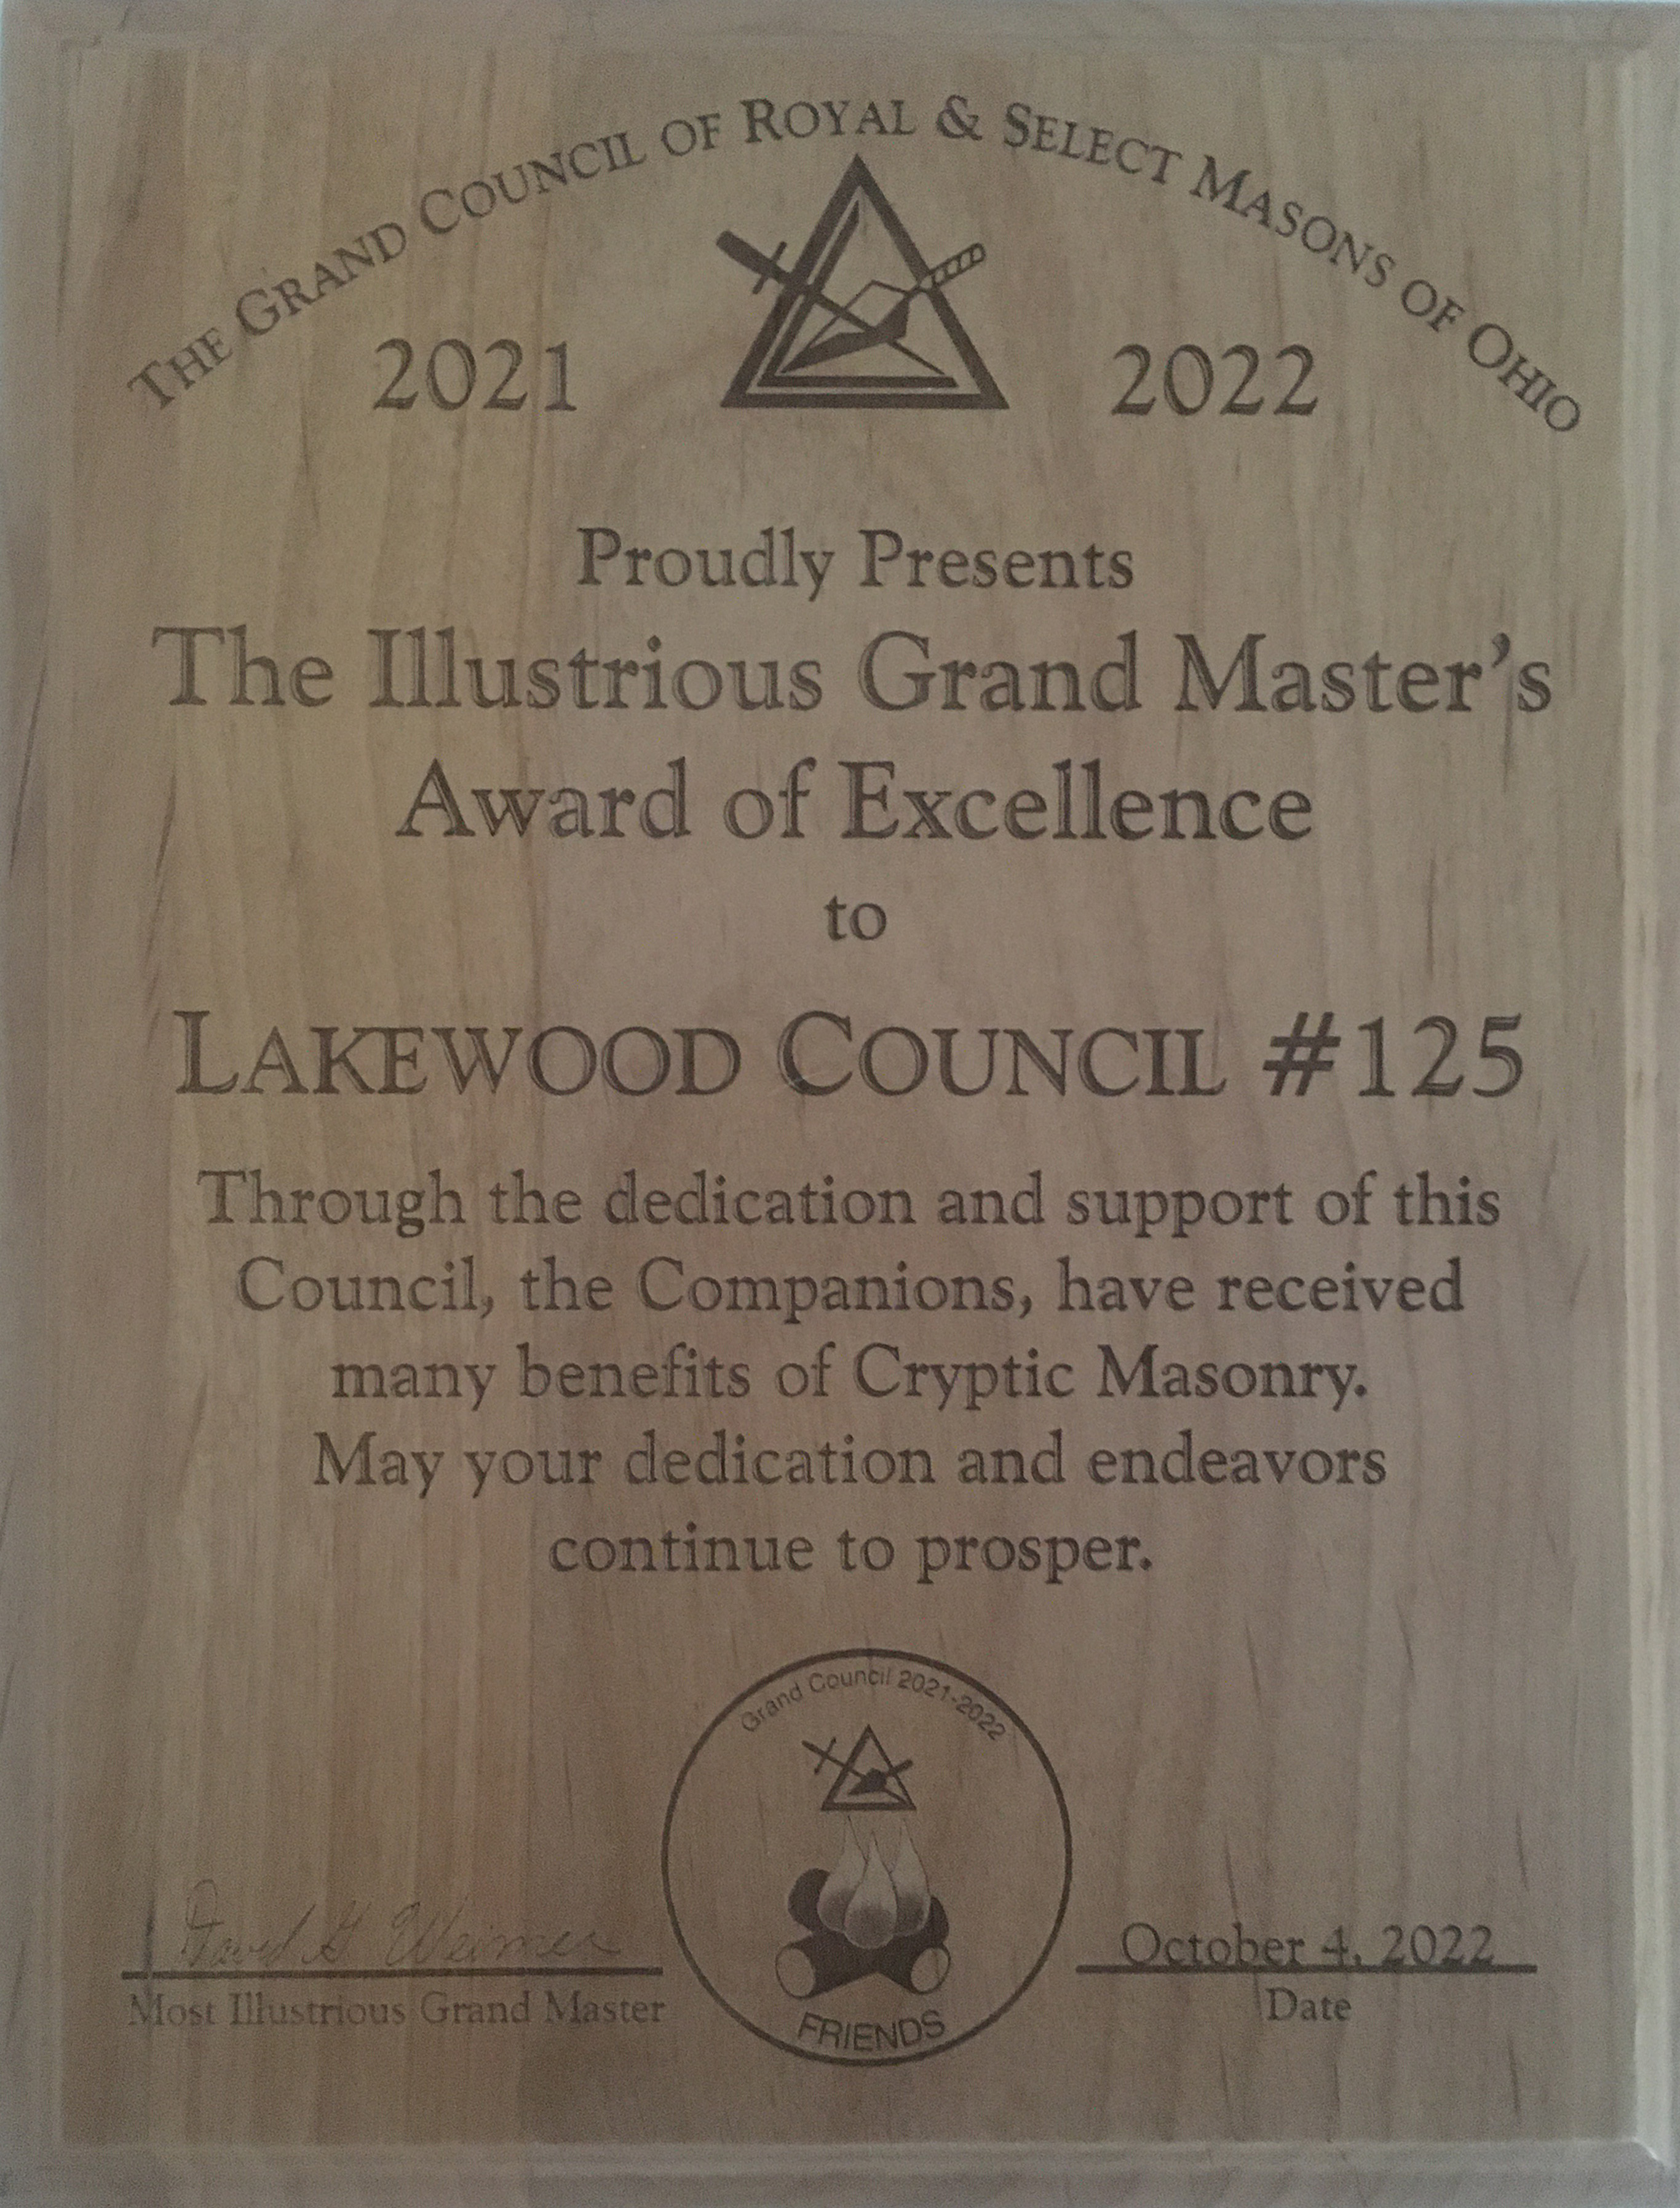 THE GRAND COUNCIL OF ROYAL & SELECT MASONS OF OHIO
2021 2022
Proudly Presents
The Illustrious Grand Master’s
Award of Excellence
to
LAKEWOOD COUNCIL #125
Through the dedication and support of this
Council, the Companions, have received
many benefits of Cryptic Masonry.
May your dedication and endeavors
continue to prosper.
Grand Council 2021-2022
FRIENDS
David G. Weimer
Most Illustrious Grand Master
October 4, 2022
Date